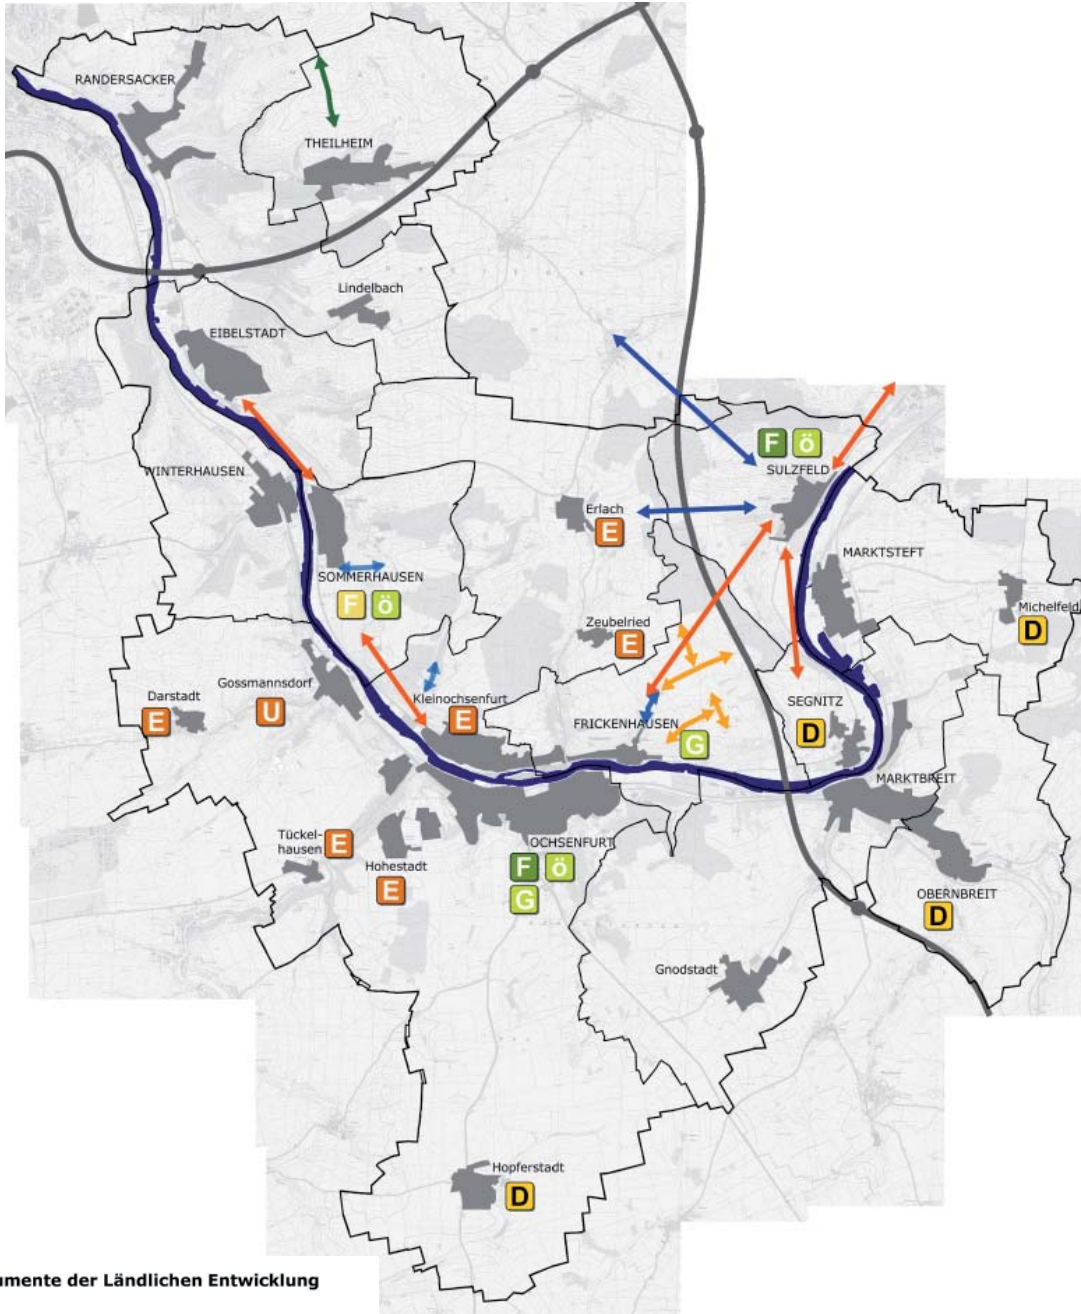 RANDERSACKER
THEILHEIM
Lindelbach
EIBELSTADT
F Ö
SULZFELD
WINTERHAUSEN
Erlach
E
MARKTSTEFT
SOMMERHAUSEN
F Ö
Michelfeld
D
Zeubelried
E
Gossmannsdorf
U
Darstadt
E
Kleinochsenfurt
E
SEGNITZ
D
FRICKENHAUSEN
G
MARKTBREIT
Tückel-
hausen E
Hohestadt
E
OCHSENFURT
F Ö
G
OBERNBREIT
D
Gnodstadt
Hopferstadt
D
umente der Ländlichen Entwicklung